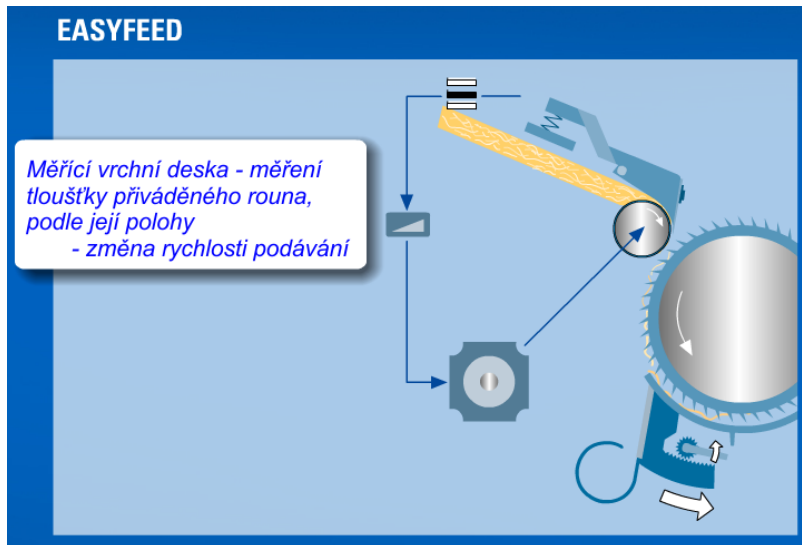 EASYFEED
Měřící vrchní deska - měření
tloušťky přiváděného rouna,
podle její polohy
- změna rychlosti podávání